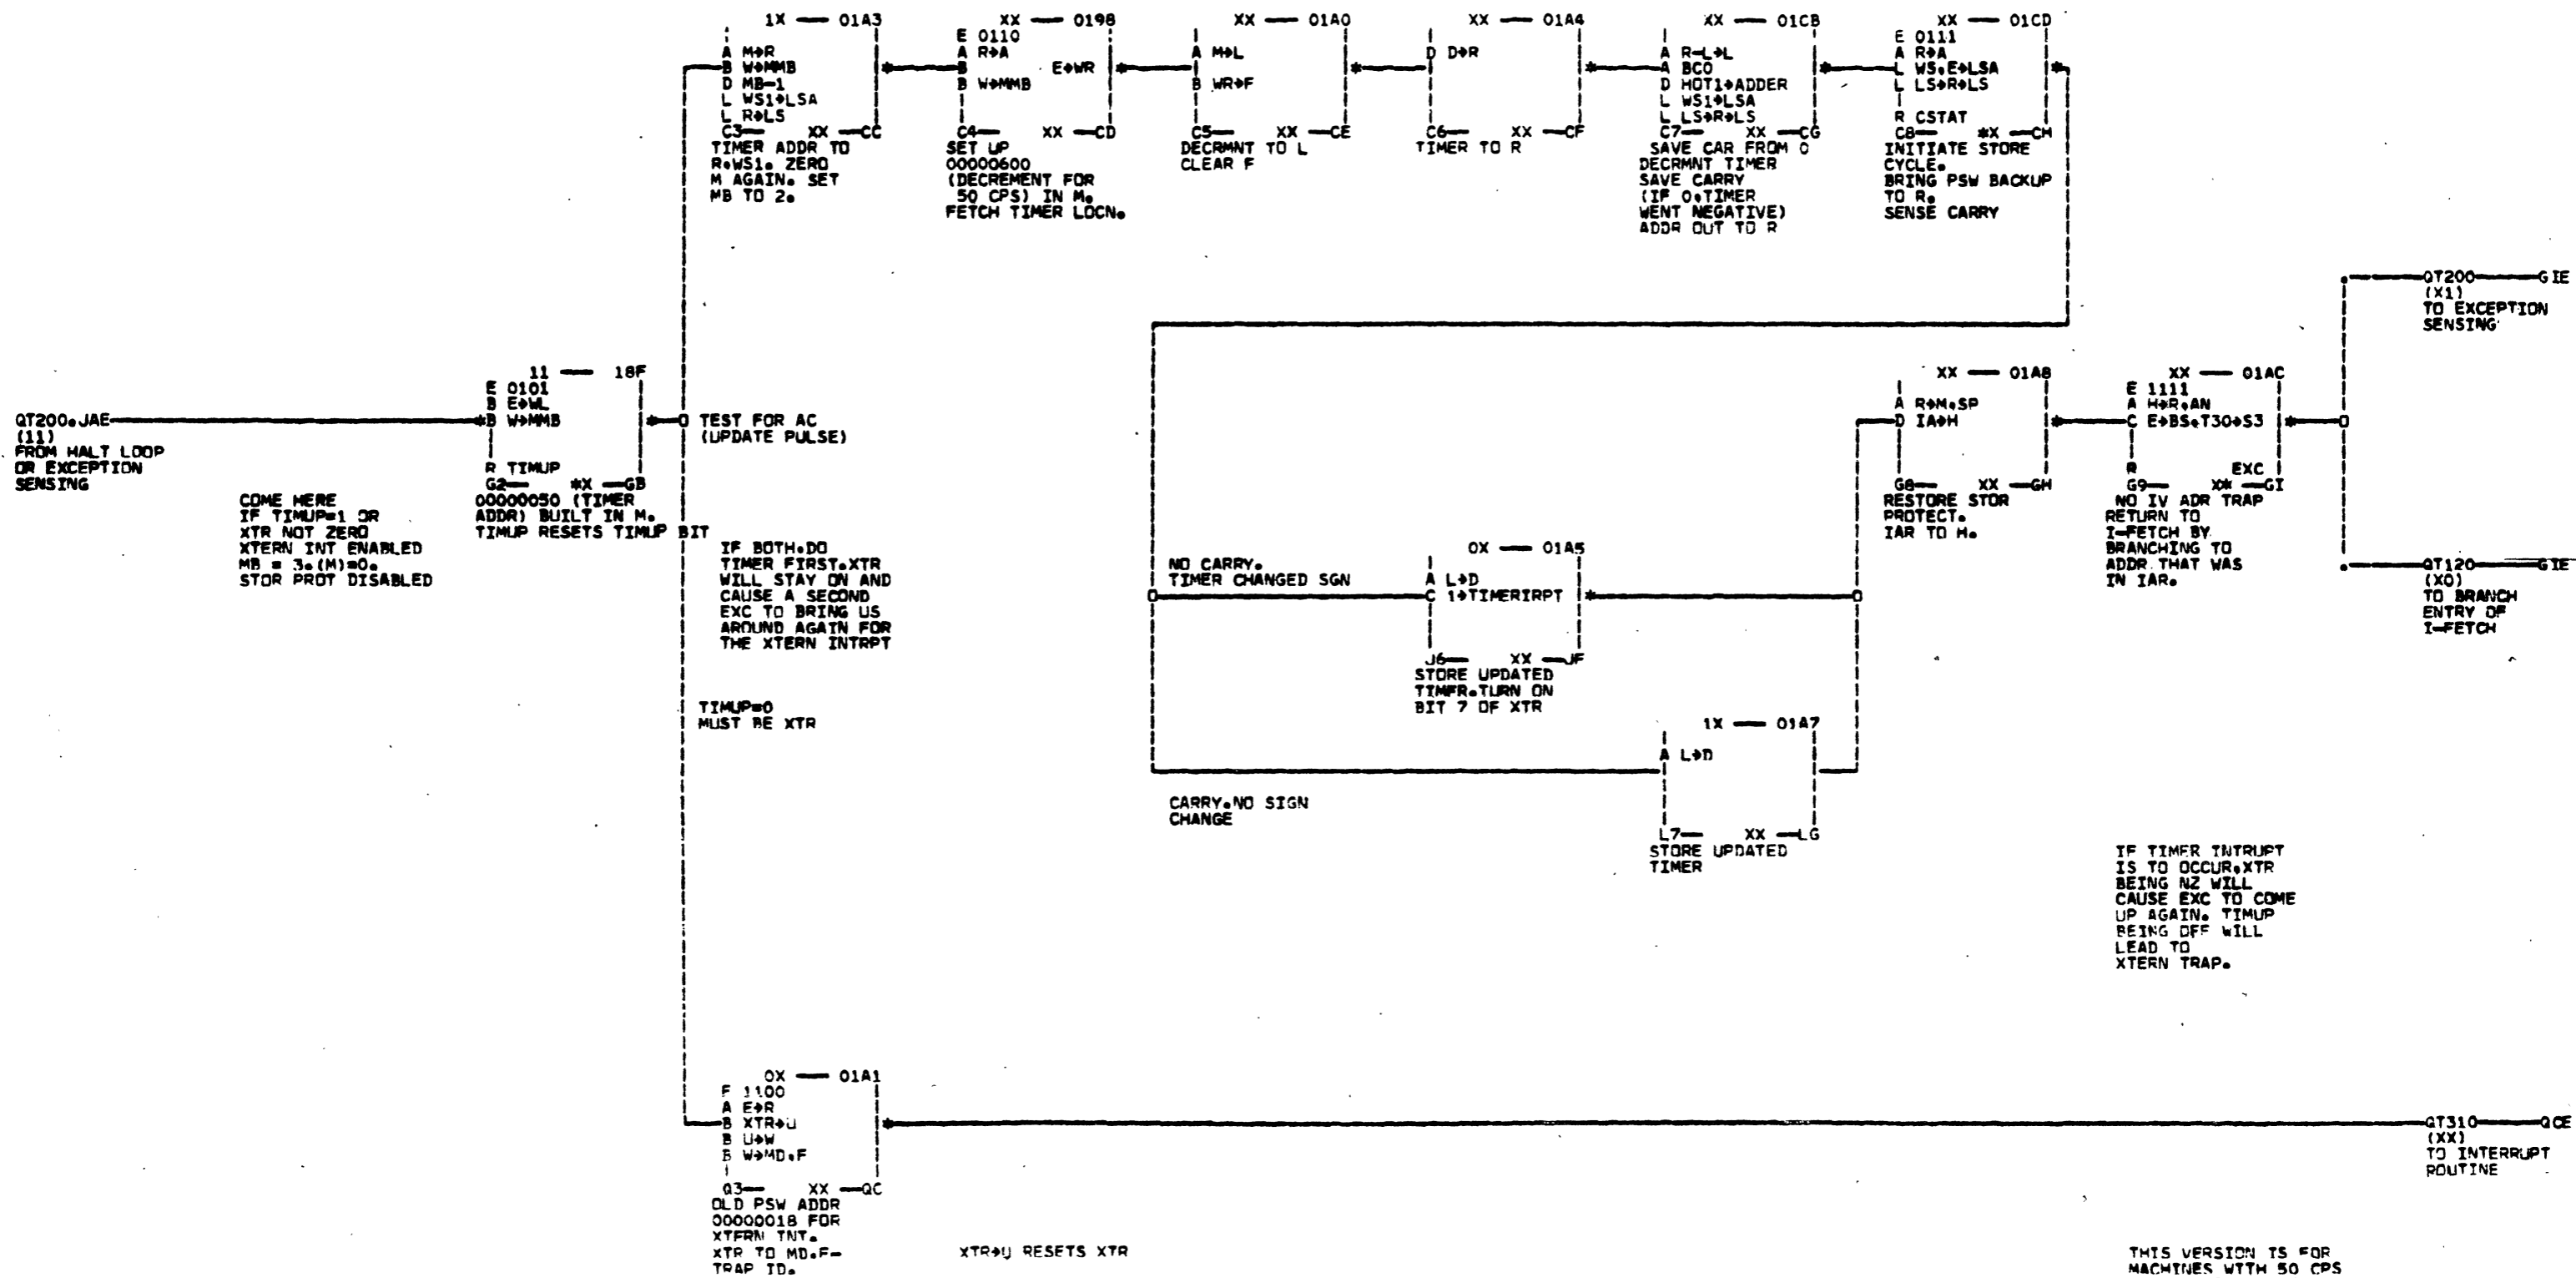 1X — 01A3
A M→R
B W→MMB
D MB-1
L WS1→LSA
L R→LS
C3— XX —CC
TIMER ADDR TO
R.WS1. ZERO
M AGAIN. SET
MB TO 2.
XX — 0198
E 0110
A R→A
B E→WR
B W→MMB
C4— XX —CD
SET UP
00000600
(DECREMENT FOR
50 CPS) IN M.
FETCH TIMER LOCN.
XX — 01A0
A M→L
B WR→F
C5— XX —CE
DECRMNT TO L
CLEAR F
XX — 01A4
D D→R
C6— XX —CF
TIMER TO R
XX — 01CB
A R-L→L
A BCO
D HOT1→ADDER
L WS1→LSA
L LS→R→LS
C7— XX —CG
SAVE CAR FROM 0
DECRMNT TIMER
SAVE CARRY
(IF 0.TIMER
WENT NEGATIVE)
ADDR OUT TO R
XX — 01CD
E 0111
A R→A
L WS.E→LSA
L LS→R→LS
R CSTAT
C8— *X —CH
INITIATE STORE
CYCLE.
BRING PSW BACKUP
TO R.
SENSE CARRY
QT200—GIE
(X1)
TO EXCEPTION
SENSING
QT200.JAE
(11)
FROM HALT LOOP
OR EXCEPTION
SENSING
COME HERE
IF TIMUP=1 OR
XTR NOT ZERO
XTERN INT ENABLED
MB = 3.(M)=0.
STOR PROT DISABLED
11 — 18F
E 0101
B E→WL
*B W→MMB
R TIMUP
G2— *X —GB
00000050 (TIMER
ADDR) BUILT IN M.
TIMUP RESETS TIMUP BIT
TEST FOR AC
(UPDATE PULSE)
IF BOTH.DO
TIMER FIRST.XTR
WILL STAY ON AND
CAUSE A SECOND
EXC TO BRING US
AROUND AGAIN FOR
THE XTERN INTRPT
TIMUP=0
MUST BE XTR
NO CARRY.
TIMER CHANGED SGN
0X — 01A5
A L→D
C 1→TIMERIRPT
J6— XX —JF
STORE UPDATED
TIMER.TURN ON
BIT 7 OF XTR
CARRY.NO SIGN
CHANGE
1X — 01A7
A L→D
L7— XX —LG
STORE UPDATED
TIMER
XX — 01A8
A R→M.SP
D IA→H
G8— XX —GH
RESTORE STOR
PROTECT.
IAR TO H.
XX — 01AC
E 1111
A H→R.AN
C E→BS.T30→S3
R EXC
G9— X* —GI
NO IV ADR TRAP
RETURN TO
I-FETCH BY
BRANCHING TO
ADDR THAT WAS
IN IAR.
QT120—GIE
(X0)
TO BRANCH
ENTRY OF
I-FETCH
IF TIMER INTRUPT
IS TO OCCUR.XTR
BEING NZ WILL
CAUSE EXC TO COME
UP AGAIN. TIMUP
BEING OFF WILL
LEAD TO
XTERN TRAP.
0X — 01A1
E 1100
A E→R
B XTR→U
B U→W
B W→MD.F
Q3— XX —QC
OLD PSW ADDR
00000018 FOR
XTERN INT.
XTR TO MD.F-
TRAP ID.
XTR→U RESETS XTR
QT310—QCE
(XX)
TO INTERRUPT
ROUTINE
THIS VERSION IS FOR
MACHINES WITH 50 CPS